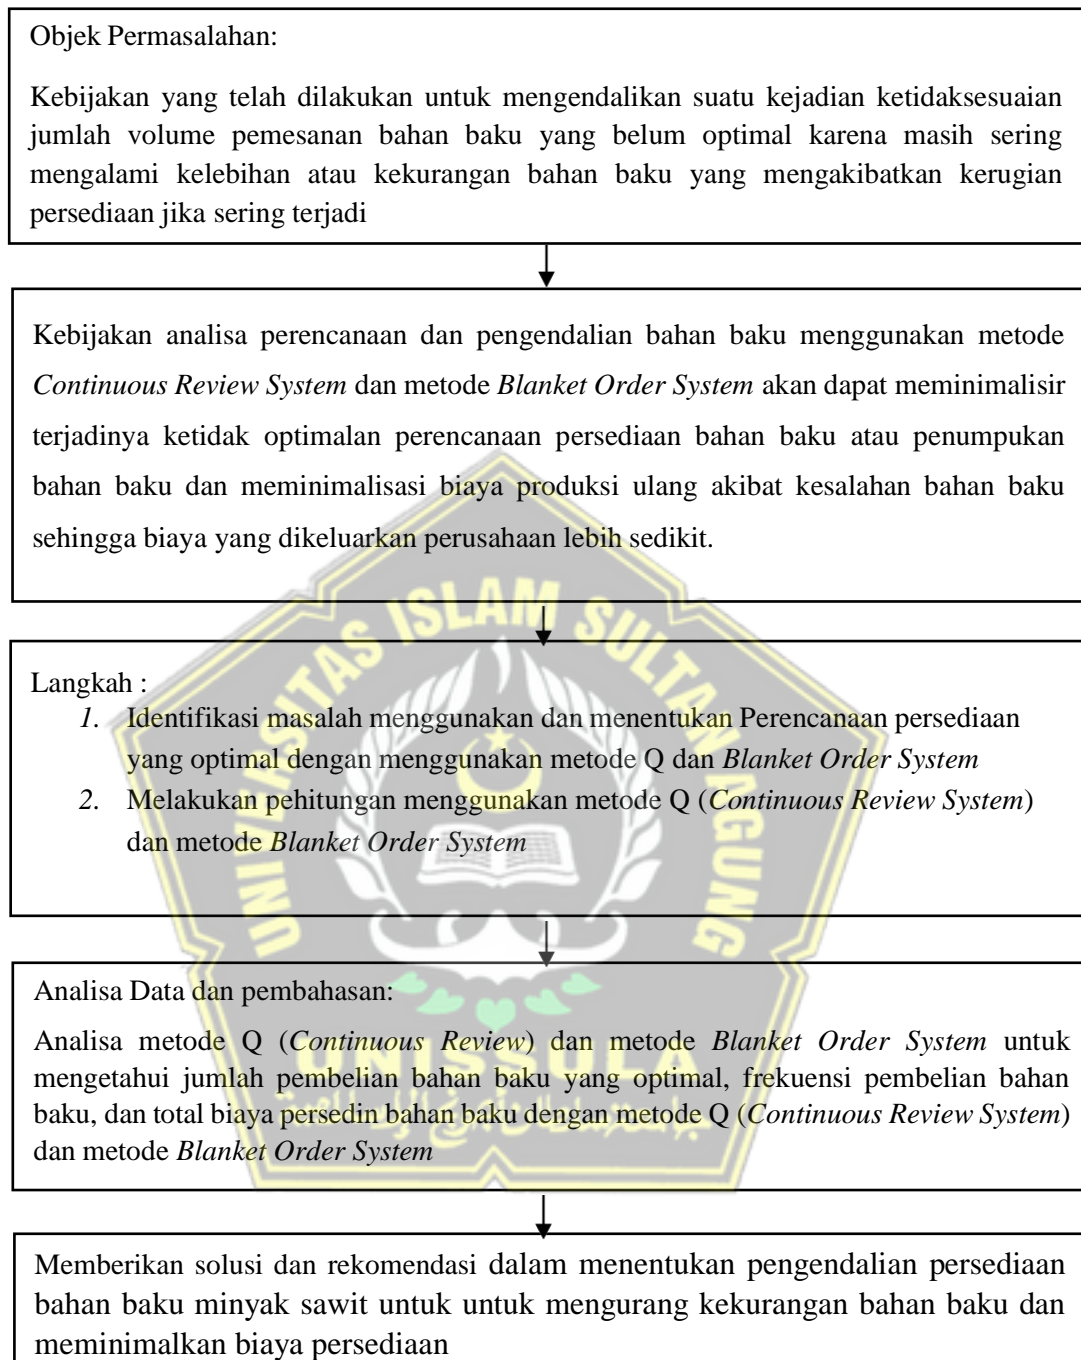 Objek Permasalahan:
Kebijakan yang telah dilakukan untuk mengendalikan suatu kejadian ketidaksesuaian
jumlah volume pemesanan bahan baku yang belum optimal karena masih sering
mengalami kelebihan atau kekurangan bahan baku yang mengakibatkan kerugian
persediaan jika sering terjadi
Kebijakan analisa perencanaan dan pengendalian bahan baku menggunakan metode
Continuous Review System dan metode Blanket Order System akan dapat meminimalisir
terjadinya ketidak optimalan perencanaan persediaan bahan baku atau penumpukan
bahan baku dan meminimalisasi biaya produksi ulang akibat kesalahan bahan baku
sehingga biaya yang dikeluarkan perusahaan lebih sedikit.
Langkah :
1. Identifikasi masalah menggunakan dan menentukan Perencanaan persediaan
yang optimal dengan menggunakan metode Q dan Blanket Order System
2. Melakukan pehitungan menggunakan metode Q (Continuous Review System)
dan metode Blanket Order System
Analisa Data dan pembahasan:
Analisa metode Q (Continuous Review) dan metode Blanket Order System untuk
mengetahui jumlah pembelian bahan baku yang optimal, frekuensi pembelian bahan
baku, dan total biaya persedin bahan baku dengan metode Q (Continuous Review System)
dan metode Blanket Order System
Memberikan solusi dan rekomendasi dalam menentukan pengendalian persediaan
bahan baku minyak sawit untuk untuk mengurang kekurangan bahan baku dan
meminimalkan biaya persediaan
UNIVERSITAS ISLAM SULTAN AGUNG
UNISSULA